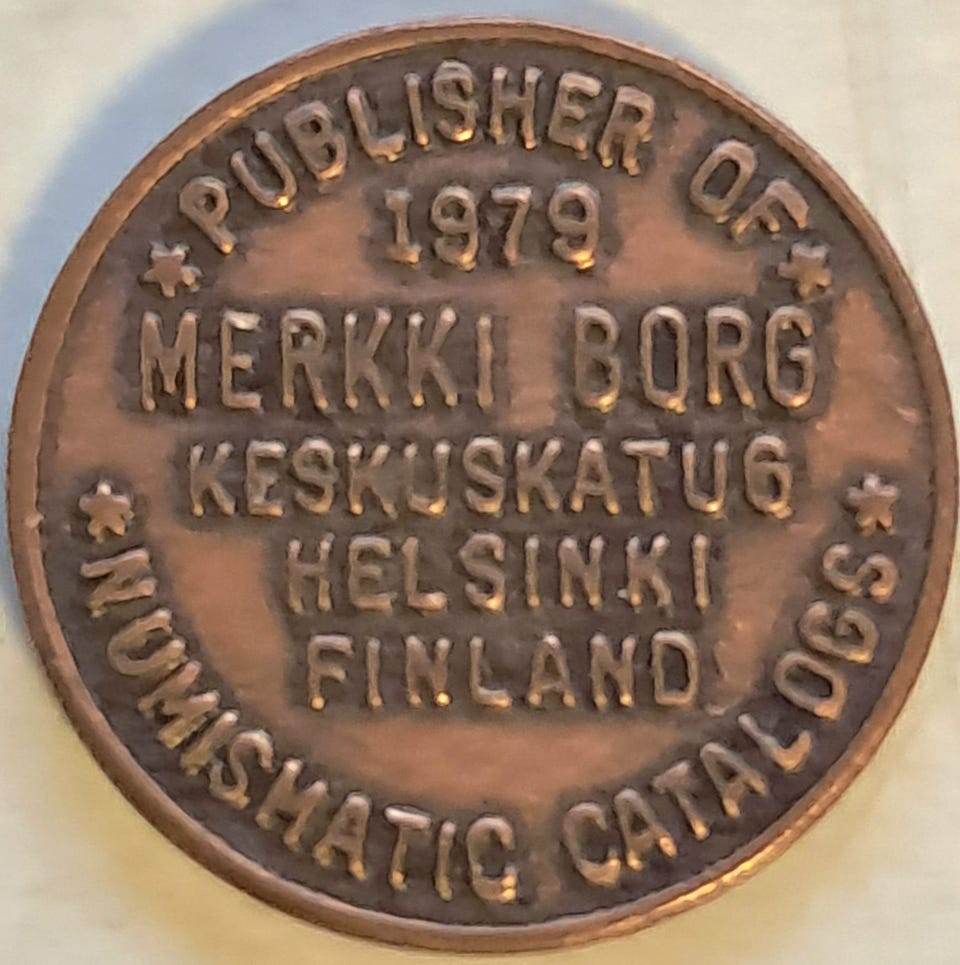 PUBLISHER OF
1979
MERKKI BORG
KESKUSKATU6
HELSINKI
FINLAND
NUMISMATIC CATALOGS